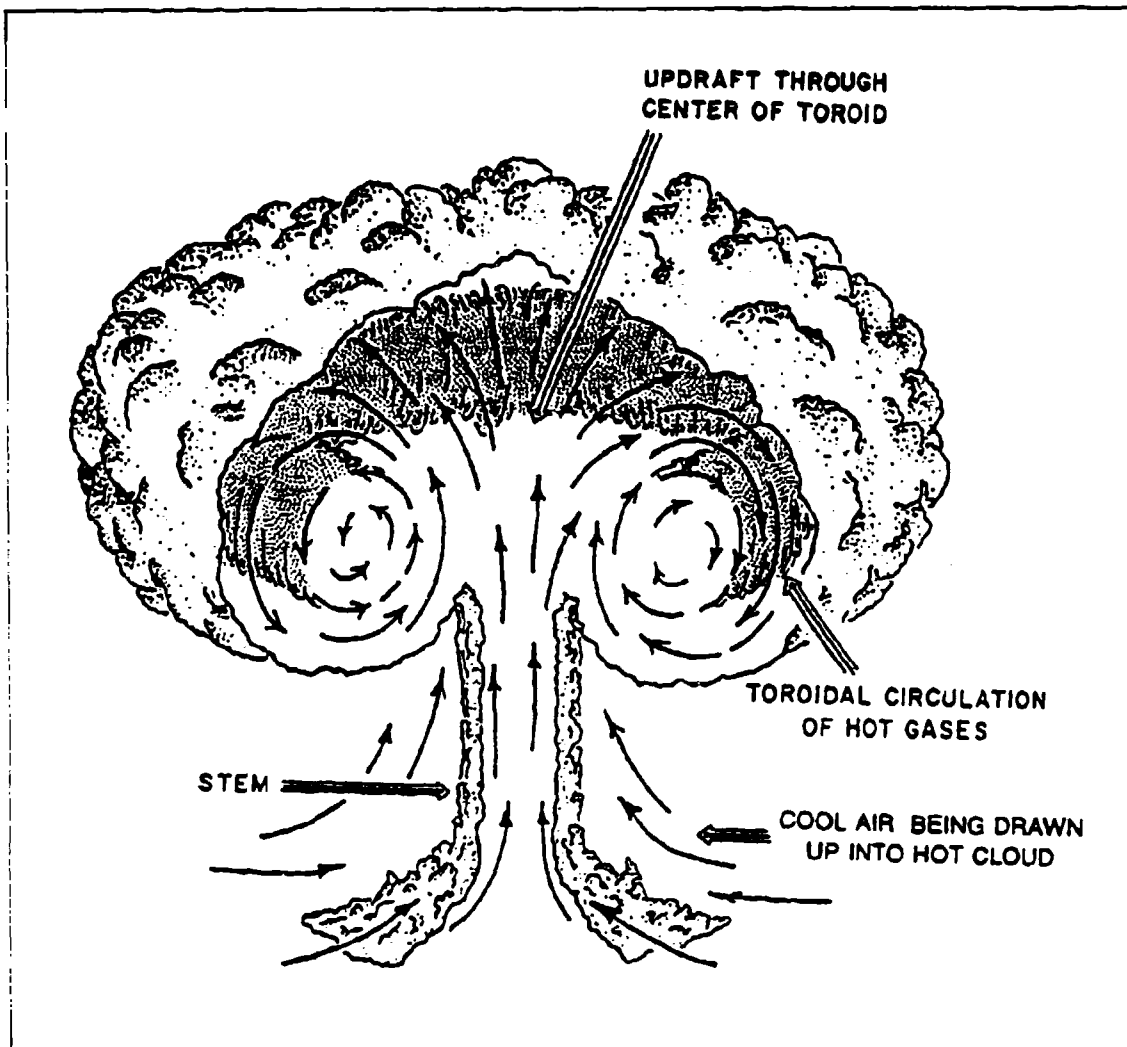 UPDRAFT THROUGH
CENTER OF TOROID
TOROIDAL CIRCULATION
OF HOT GASES
STEM
COOL AIR BEING DRAWN
UP INTO HOT CLOUD